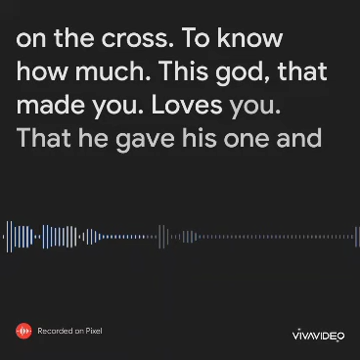 on the cross. To know
how much. This god, that
made you. Loves you.
That he gave his one and
Recorded on Pixel
VIVAVIDEO